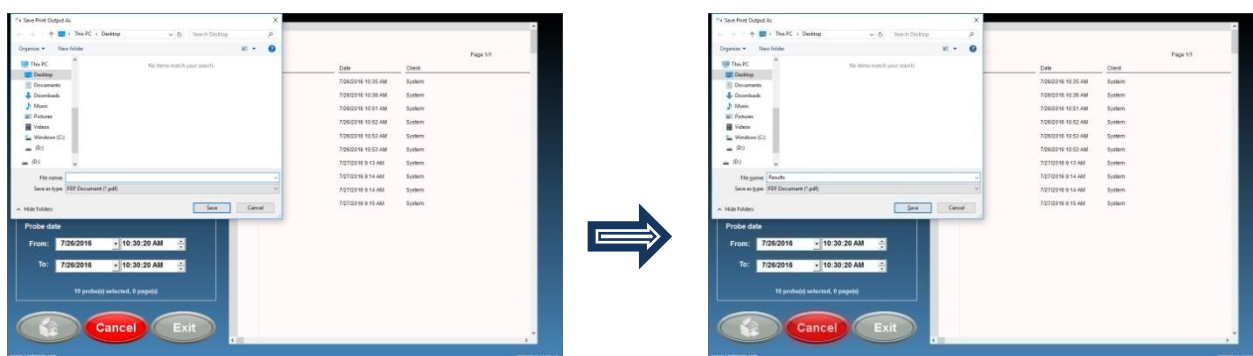 Save Print Output As
This PC > Desktop
Search Desktop
Organize New folder
This PC
Desktop
Documents
Downloads
Music
Pictures
Videos
Windows (C:)
(D:)
(D:)
No items match your search.
File name:
Save as type: PDF Document (*.pdf)
Hide Folders
Save Cancel
Page 1/1
Date Client
7/26/2016 10:35 AM System
7/26/2016 10:36 AM System
7/26/2016 10:51 AM System
7/26/2016 10:52 AM System
7/26/2016 10:53 AM System
7/26/2016 10:53 AM System
7/27/2016 9:13 AM System
7/27/2016 9:14 AM System
7/27/2016 9:14 AM System
7/27/2016 9:15 AM System
Probe date
From: 7/26/2016 10:30:20 AM
To: 7/26/2016 10:30:20 AM
10 probe(s) selected, 0 page(s)
Cancel Exit
Save Print Output As
This PC > Desktop
Search Desktop
Organize New folder
This PC
Desktop
Documents
Downloads
Music
Pictures
Videos
Windows (C:)
(D:)
(D:)
No items match your search.
File name: Results
Save as type: PDF Document (*.pdf)
Hide Folders
Save Cancel
Page 1/1
Date Client
7/26/2016 10:35 AM System
7/26/2016 10:36 AM System
7/26/2016 10:51 AM System
7/26/2016 10:52 AM System
7/26/2016 10:53 AM System
7/26/2016 10:53 AM System
7/27/2016 9:13 AM System
7/27/2016 9:14 AM System
7/27/2016 9:14 AM System
7/27/2016 9:15 AM System
Probe date
From: 7/26/2016 10:30:20 AM
To: 7/26/2016 10:30:20 AM
10 probe(s) selected, 0 page(s)
Cancel Exit